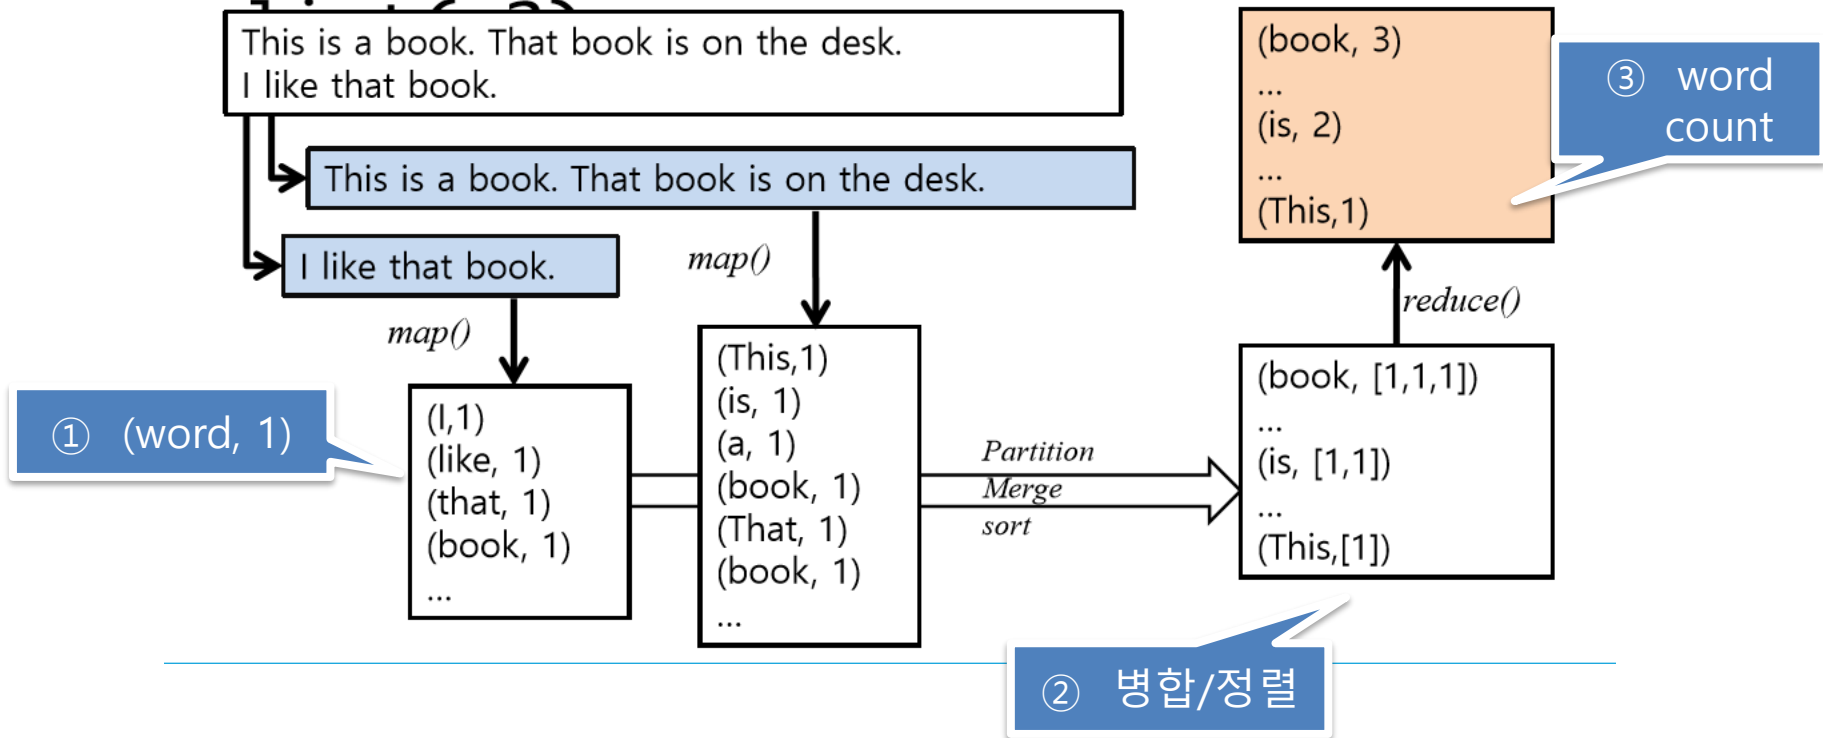 This is a book. That book is on the desk.
I like that book.
This is a book. That book is on the desk.
I like that book.
map()
map()
① (word, 1)
(I,1)
(like, 1)
(that, 1)
(book, 1)
...
(This,1)
(is, 1)
(a, 1)
(book, 1)
(That, 1)
(book, 1)
...
Partition
Merge
sort
(book, [1,1,1])
...
(is, [1,1])
...
(This,[1])
② 병합/정렬
reduce()
(book, 3)
...
(is, 2)
...
(This,1)
③ word
count